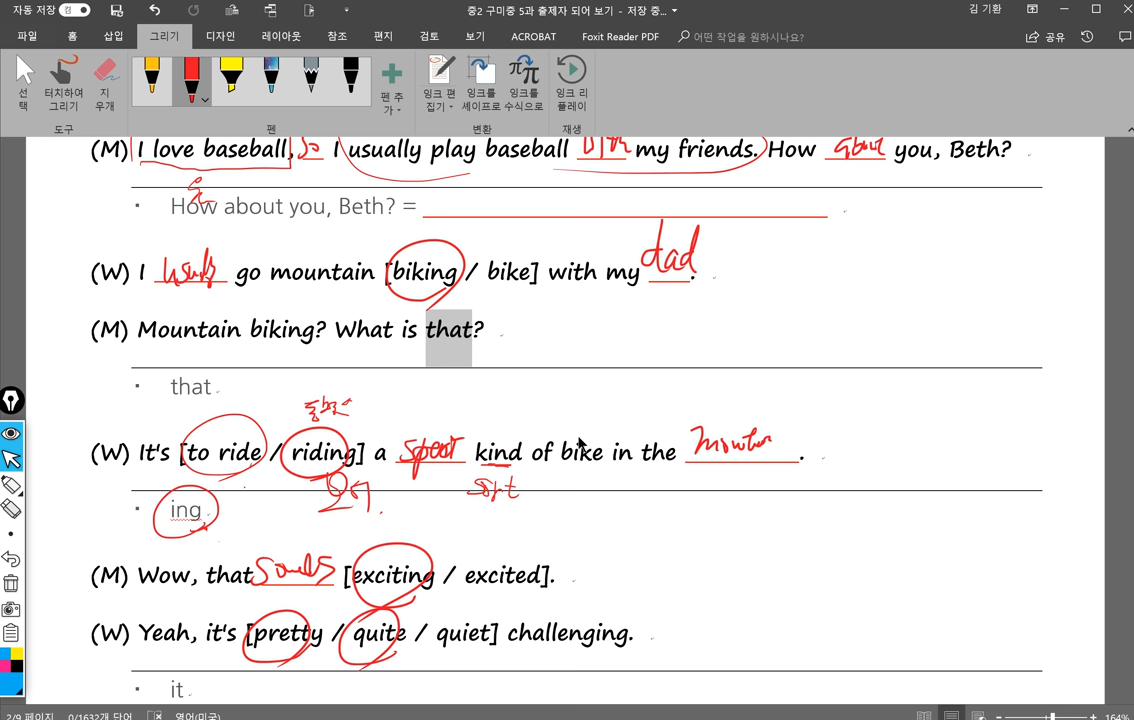 자동 저장 끔
중2 구미중 5과 출제자 되어 보기 - 저장 중...
김 기환
파일 홈 삽입 그리기 디자인 레이아웃 참조 편지 검토 보기 ACROBAT Foxit Reader PDF 어떤 작업을 원하시나요? 공유
선택 터치하여 그리기 지우개 펜 추가 잉크 편집기 잉크를 셰이프로 잉크를 수식으로 잉크 리플레이
도구 펜 변환 재생
(M) I love baseball, so I usually play baseball with my friends. How about you, Beth?
How about you, Beth? =
(W) I go mountain [biking / bike] with my dad.
(M) Mountain biking? What is that?
that
(W) It's [to ride / riding] a kind of bike in the .
sort
ing
(M) Wow, that sounds [exciting / excited].
(W) Yeah, it's [pretty / quite / quiet] challenging.
it
2/9 페이지 0/1632개 단어 영어(미국) 164%